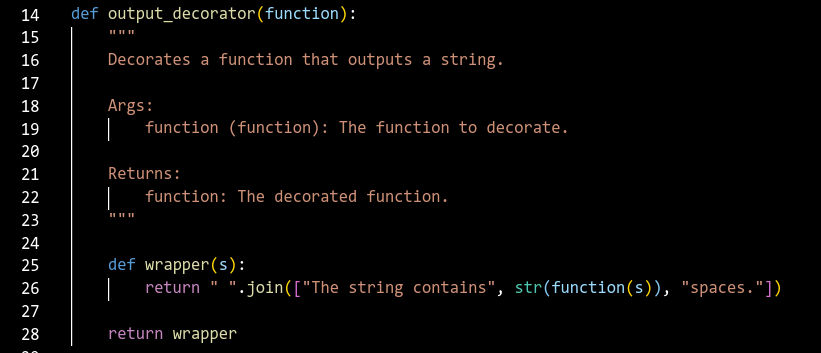 14 def output_decorator(function):
15     """
16     Decorates a function that outputs a string.
17
18     Args:
19         function (function): The function to decorate.
20
21     Returns:
22         function: The decorated function.
23     """
24
25     def wrapper(s):
26         return " ".join(["The string contains", str(function(s)), "spaces."])
27
28     return wrapper